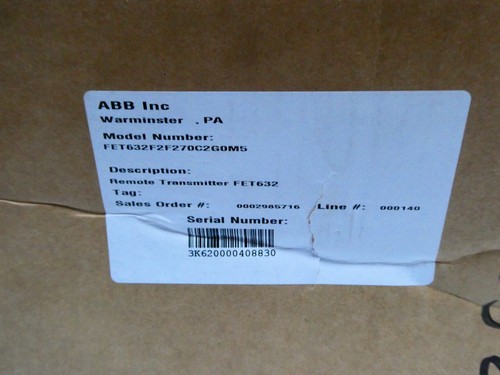 ABB Inc
Warminster , PA
Model Number:
FET632F2F270C2G0M5
Description:
Remote Transmitter FET632
Tag:
Sales Order #: 0002985716 Line #: 000140
Serial Number:
3K620000408830